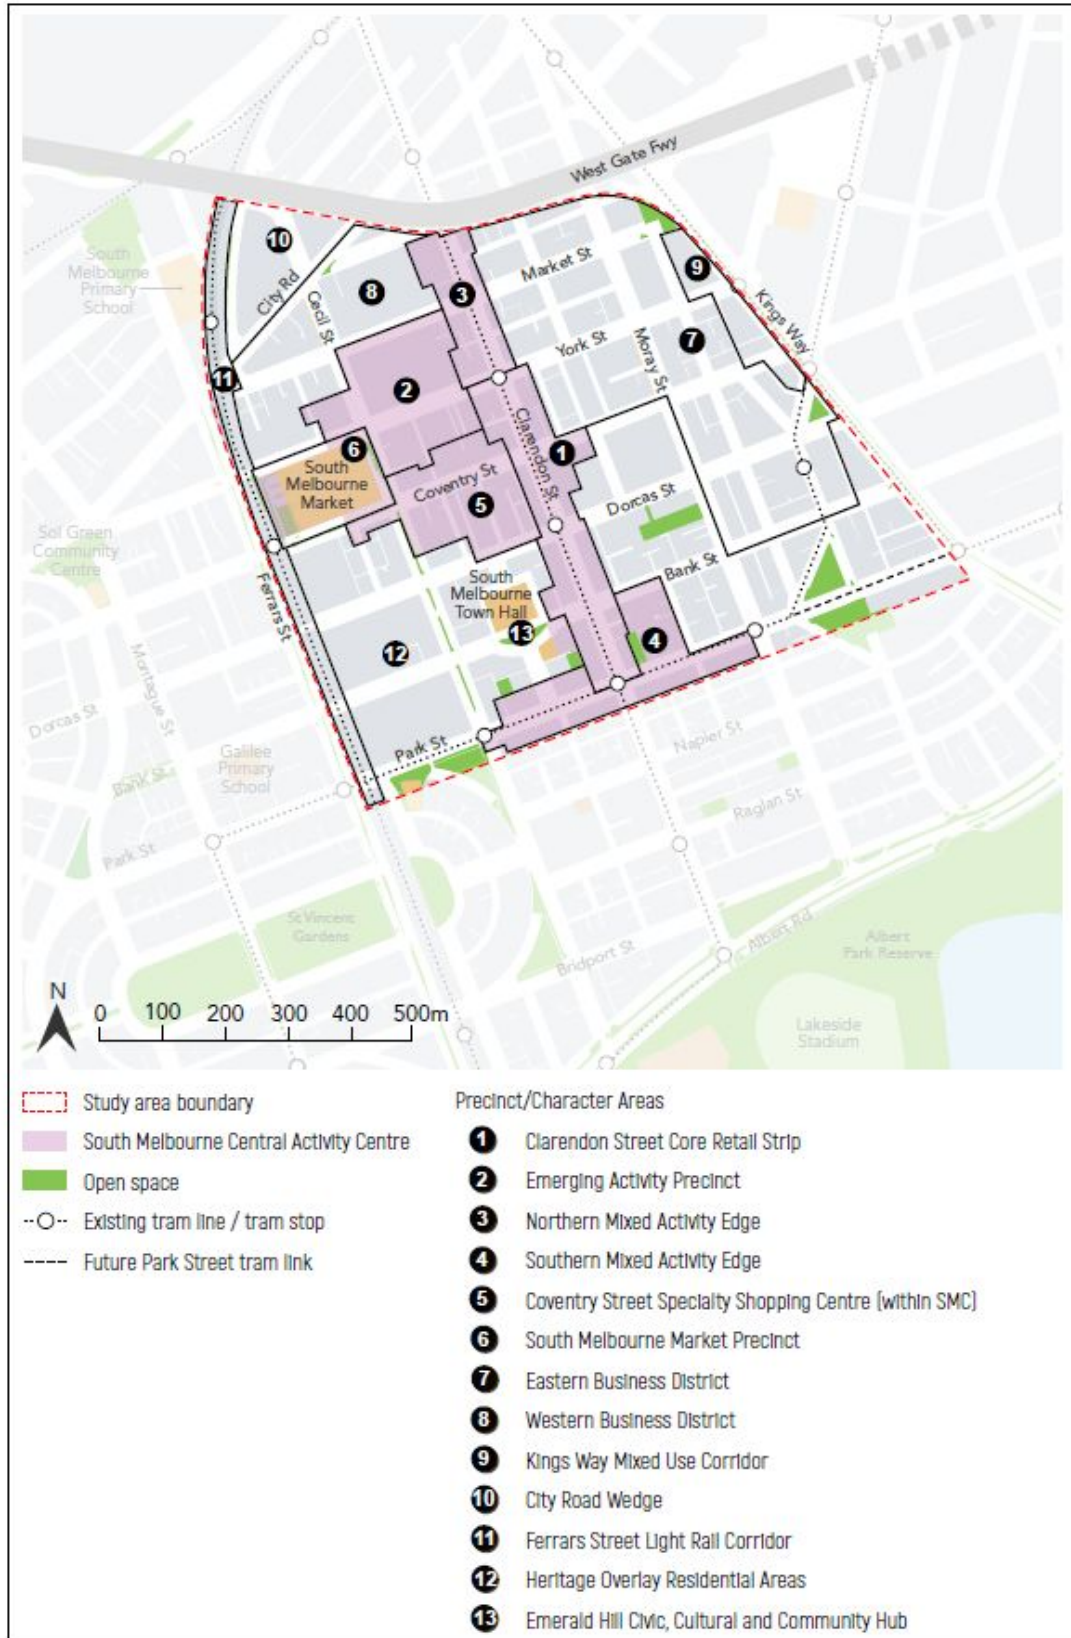 West Gate Fwy
South
Melbourne
Primary
School
10
City Rd
Cecil St
8
3
Market St
9
Kings Way
York St
Moray St
7
11
2
Clarendon St
1
6
South
Melbourne
Market
Coventry St
5
Dorcas St
Bank St
Sol Green
Community
Centre
Ferrars St
South
Melbourne
Town Hall
13
4
12
Montague St
Dorcas St
Bank St
Galilee
Primary
School
Park St
Napier St
Raglan St
Park St
St Vincent
Gardens
Bridport St
Albert Rd
Albert
Park Reserve
Lakeside
Stadium
N
0 100 200 300 400 500m
Study area boundary
South Melbourne Central Activity Centre
Open space
Existing tram line / tram stop
Future Park Street tram link
Precinct/Character Areas
1 Clarendon Street Core Retail Strip
2 Emerging Activity Precinct
3 Northern Mixed Activity Edge
4 Southern Mixed Activity Edge
5 Coventry Street Specialty Shopping Centre (within SMC)
6 South Melbourne Market Precinct
7 Eastern Business District
8 Western Business District
9 Kings Way Mixed Use Corridor
10 City Road Wedge
11 Ferrars Street Light Rail Corridor
12 Heritage Overlay Residential Areas
13 Emerald Hill Civic, Cultural and Community Hub